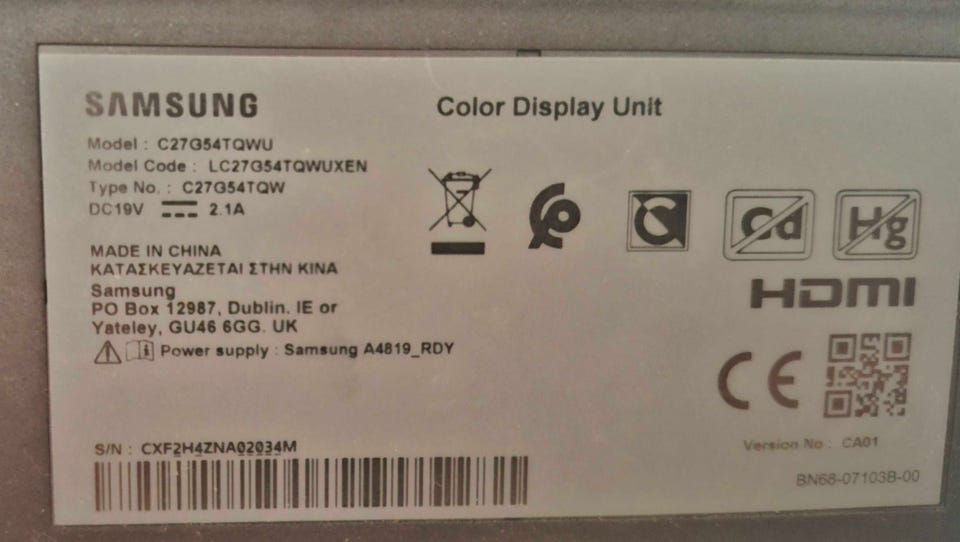 SAMSUNG
Color Display Unit
Model : C27G54TQWU
Model Code : LC27G54TQWUXEN
Type No. : C27G54TQW
DC19V 2.1A
MADE IN CHINA
ΚΑΤΑΣΚΕΥΑΖΕΤΑΙ ΣΤΗΝ ΚΙΝΑ
Samsung
PO Box 12987, Dublin. IE or
Yateley, GU46 6GG. UK
Power supply : Samsung A4819_RDY
Cd
Hg
HDMI
CE
S/N : CXF2H4ZNA02034M
Version No : CA01
BN68-07103B-00